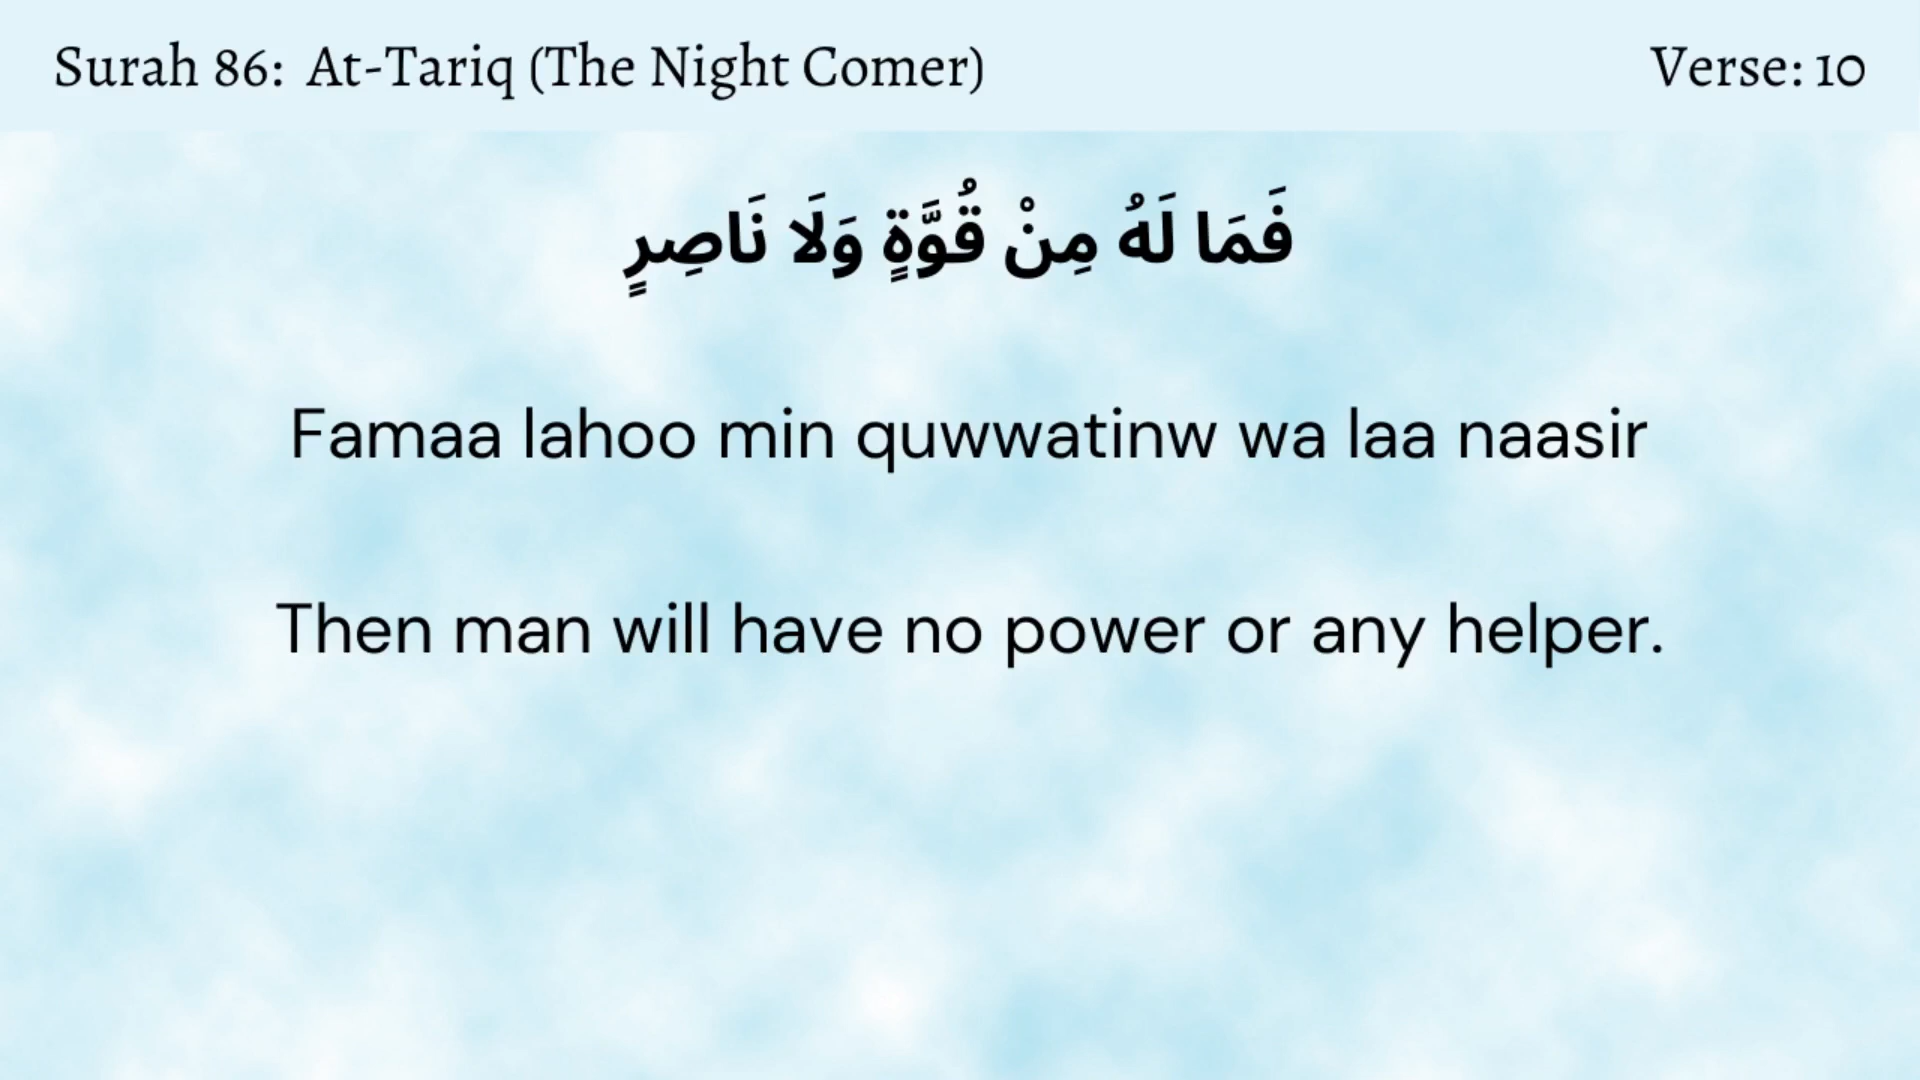 Surah 86:  At-Tariq (The Night Comer)
Verse: 10
فَمَا لَهُ مِنْ قُوَّةٍ وَلَا نَاصِرٍ
Famaa lahoo min quwwatinw wa laa naasir
Then man will have no power or any helper.